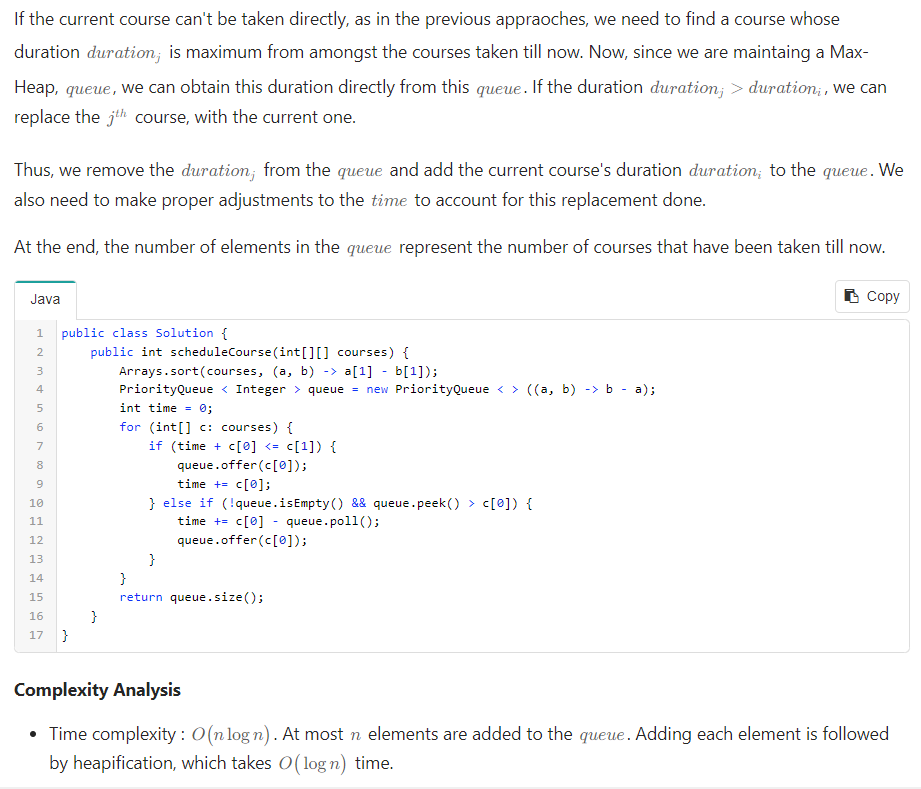 If the current course can't be taken directly, as in the previous appraoches, we need to find a course whose
duration duration_j is maximum from amongst the courses taken till now. Now, since we are maintaing a Max-
Heap, queue, we can obtain this duration directly from this queue. If the duration duration_j > duration_i, we can
replace the j^th course, with the current one.
Thus, we remove the duration_j from the queue and add the current course's duration duration_i to the queue. We
also need to make proper adjustments to the time to account for this replacement done.
At the end, the number of elements in the queue represent the number of courses that have been taken till now.
Java
Copy
1 public class Solution {
2     public int scheduleCourse(int[][] courses) {
3         Arrays.sort(courses, (a, b) -> a[1] - b[1]);
4         PriorityQueue < Integer > queue = new PriorityQueue < > ((a, b) -> b - a);
5         int time = 0;
6         for (int[] c: courses) {
7             if (time + c[0] <= c[1]) {
8                 queue.offer(c[0]);
9                 time += c[0];
10             } else if (!queue.isEmpty() && queue.peek() > c[0]) {
11                 time += c[0] - queue.poll();
12                 queue.offer(c[0]);
13             }
14         }
15         return queue.size();
16     }
17 }
Complexity Analysis
• Time complexity : O(n log n). At most n elements are added to the queue. Adding each element is followed
by heapification, which takes O(log n) time.